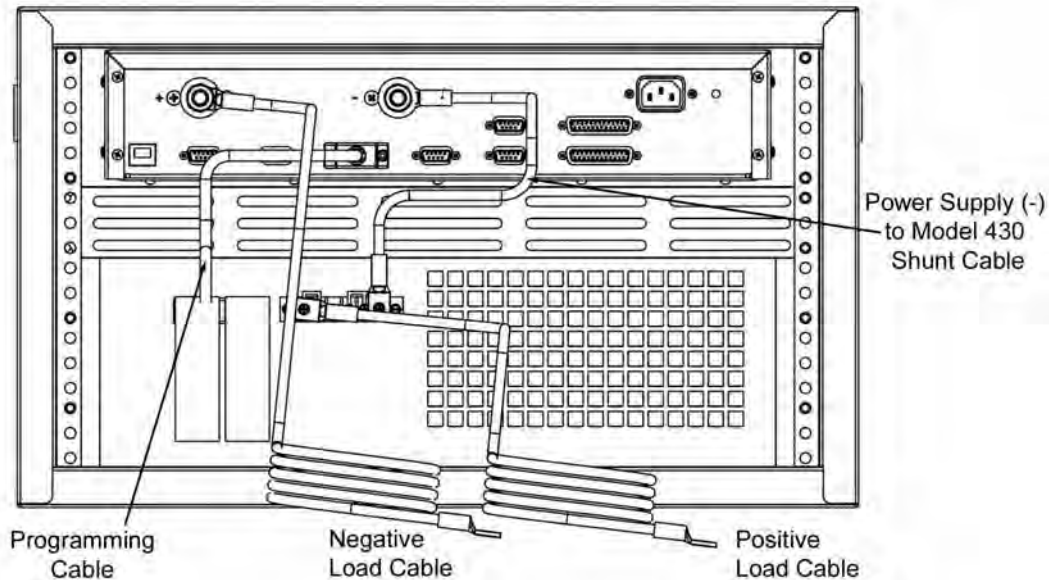 +
-
Power Supply (-)
to Model 430
Shunt Cable
Programming
Cable
Negative
Load Cable
Positive
Load Cable